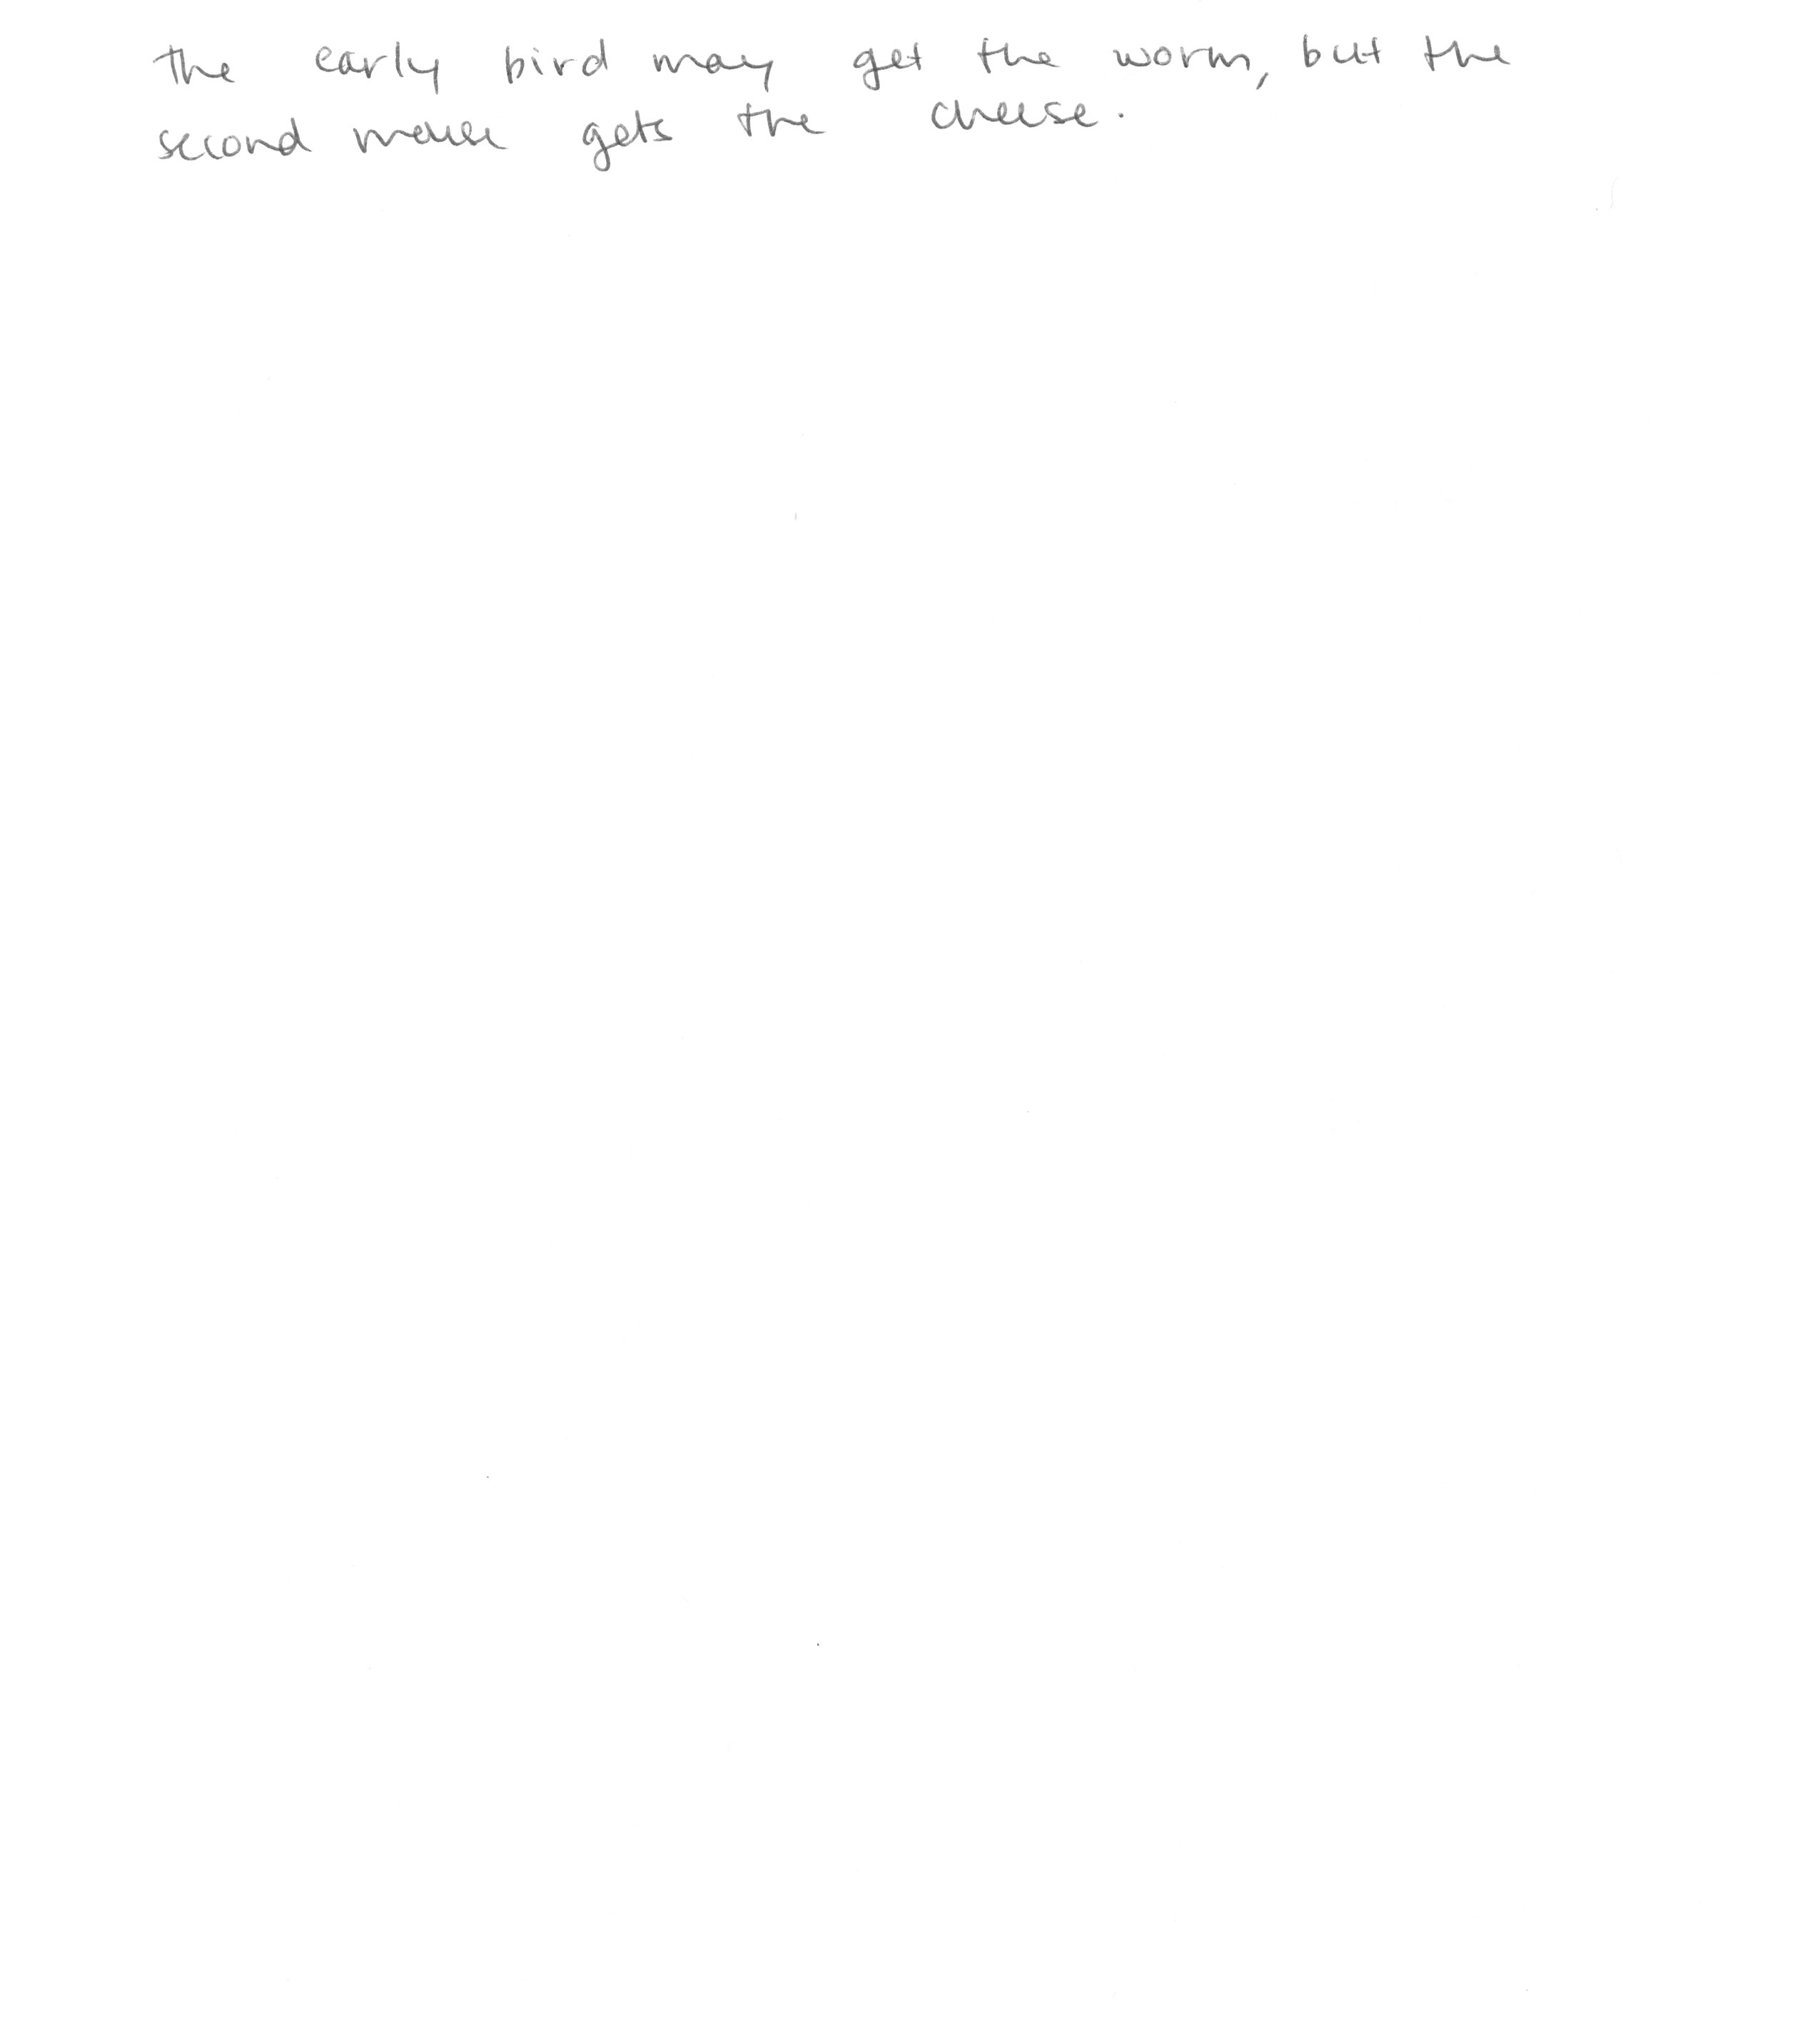 The early bird may get the worm, but the
second mouse gets the cheese.